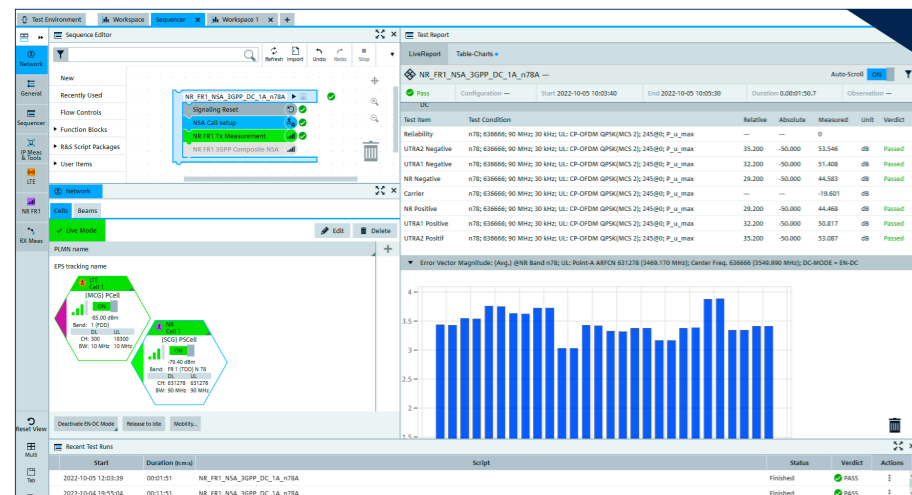 Test Environment
Workspace
Sequencer
Workspace 1
Network
General
Sequencer
IP Meas
& Tools
LTE
NR FR1
RX Meas
Reset View
Multi
Tab
Sequence Editor
Refresh Import Undo Redo Stop
New
Recently Used
Flow Controls
Function Blocks
R&S Script Packages
User Items
NR_FR1_NSA_3GPP_DC_1A_n78A
Signaling Reset
NSA Call setup
NR FR1 Tx Measurement
NR FR1 3GPP Composite NSA
Network
Cells Beams
Live Mode
Edit Delete
PLMN name
EPS tracking name
LTE
Cell 1
(MCG) PCell
ON
-85.00 dBm
Band: 1 (FDD)
DL UL
CH: 300 18300
BW: 10 MHz 10 MHz
NR
Cell 1
(SCG) PSCell
ON
-79.40 dBm
Band: FR 1 (TDD) N 78
DL UL
CH: 631278 631278
BW: 90 MHz 90 MHz
Deactivate EN-DC Mode Release to Idle Mobility...
Test Report
LiveReport Table-Charts
NR_FR1_NSA_3GPP_DC_1A_n78A —
Auto-Scroll ON
Pass Configuration — Start 2022-10-05 10:03:40 End 2022-10-05 10:05:30 Duration 0.00:01:50.7 Observation —
DC
Test Item Test Condition Relative Absolute Measured Unit Verdict
Reliability n78; 636666; 90 MHz; 30 kHz; UL: CP-OFDM QPSK(MCS 2); 245@0; P_u_max — — 0
UTRA2 Negative n78; 636666; 90 MHz; 30 kHz; UL: CP-OFDM QPSK(MCS 2); 245@0; P_u_max 35.200 -50.000 53.546 dB Passed
UTRA1 Negative n78; 636666; 90 MHz; 30 kHz; UL: CP-OFDM QPSK(MCS 2); 245@0; P_u_max 32.200 -50.000 51.408 dB Passed
NR Negative n78; 636666; 90 MHz; 30 kHz; UL: CP-OFDM QPSK(MCS 2); 245@0; P_u_max 29.200 -50.000 44.583 dB Passed
Carrier n78; 636666; 90 MHz; 30 kHz; UL: CP-OFDM QPSK(MCS 2); 245@0; P_u_max — — -19.601 dB
NR Positive n78; 636666; 90 MHz; 30 kHz; UL: CP-OFDM QPSK(MCS 2); 245@0; P_u_max 29.200 -50.000 44.468 dB Passed
UTRA1 Positive n78; 636666; 90 MHz; 30 kHz; UL: CP-OFDM QPSK(MCS 2); 245@0; P_u_max 32.200 -50.000 50.817 dB Passed
UTRA2 Positif n78; 636666; 90 MHz; 30 kHz; UL: CP-OFDM QPSK(MCS 2); 245@0; P_u_max 35.200 -50.000 53.087 dB Passed
Error Vector Magnitude: (Avg.) @NR Band n78; UL: Point-A ARFCN 631278 (3469.170 MHz); Center Freq. 636666 (3549.990 MHz); DC-MODE = EN-DC
4
3.5
3
2.5
2
1.5
Recent Test Runs
Start Duration (h:m:s) Script Status Verdict Actions
2022-10-05 12:03:39 00:01:51 NR_FR1_NSA_3GPP_DC_1A_n78A Finished PASS
2022-10-04 19:55:04 00:11:51 NR_FR1_NSA_3GPP_DC_1A_n78A Finished PASS